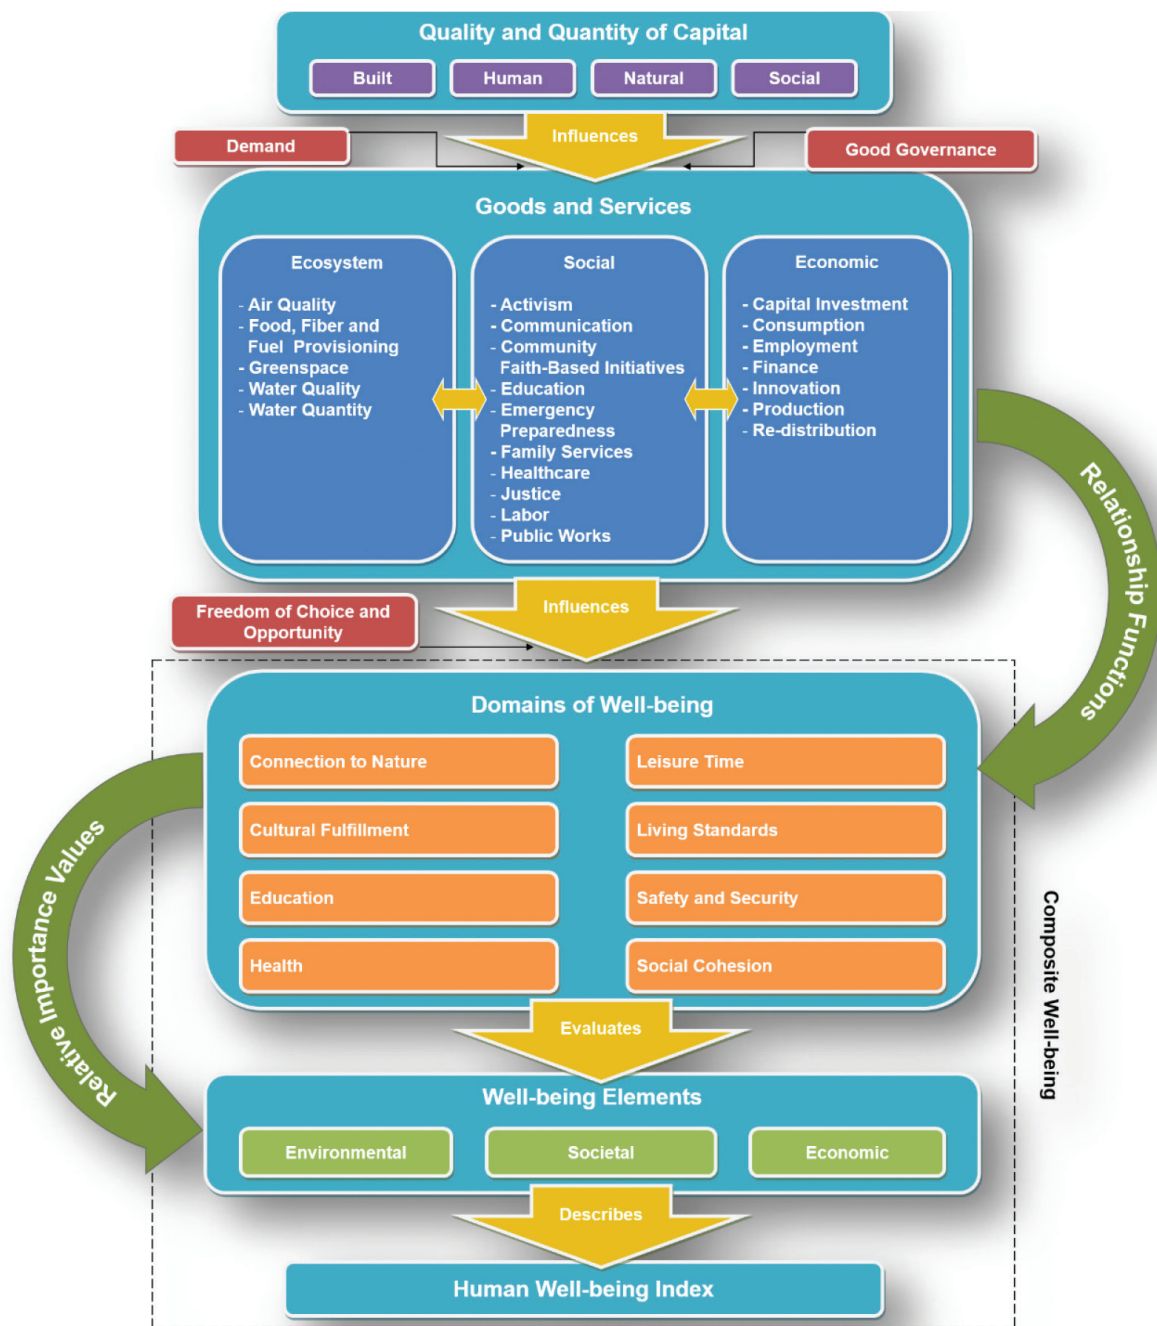 Quality and Quantity of Capital
Built
Human
Natural
Social
Influences
Demand
Good Governance
Goods and Services
Ecosystem
- Air Quality
- Food, Fiber and
Fuel Provisioning
- Greenspace
- Water Quality
- Water Quantity
Social
- Activism
- Communication
- Community
Faith-Based Initiatives
- Education
- Emergency
Preparedness
- Family Services
- Healthcare
- Justice
- Labor
- Public Works
Economic
- Capital Investment
- Consumption
- Employment
- Finance
- Innovation
- Production
- Re-distribution
Relationship Functions
Influences
Freedom of Choice and
Opportunity
Domains of Well-being
Connection to Nature
Leisure Time
Cultural Fulfillment
Living Standards
Education
Safety and Security
Health
Social Cohesion
Relative Importance Values
Composite Well-being
Evaluates
Well-being Elements
Environmental
Societal
Economic
Describes
Human Well-being Index